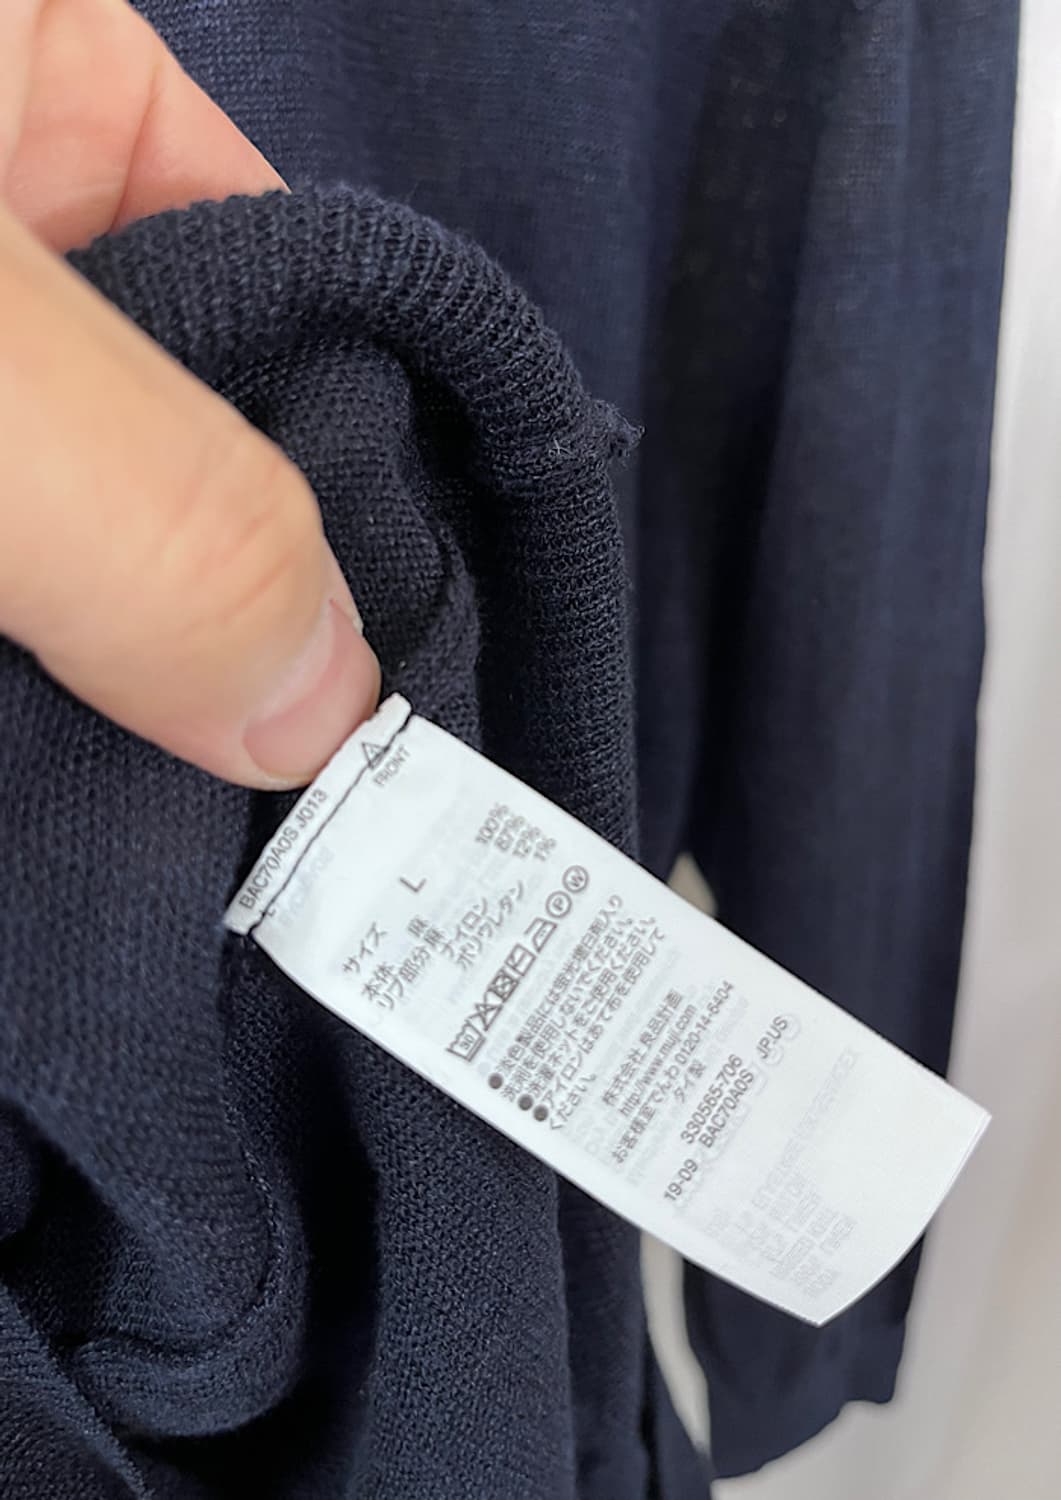 BAC70A0S J013
FRONT
サイズ L
本体 麻 100%
リブ部分 麻 87%
ナイロン 12%
ポリウレタン 1%
30 P W
●淡色製品には蛍光増白剤入り
洗剤を使用しないでください。
●洗濯ネットをご使用ください。
●アイロンはあて布を使用して
ください。
株式会社 良品計画
http://www.muji.com
お客様室でんわ 0120-14-6404
タイ製
19-09 330565-706
BAC70A0S JP.US